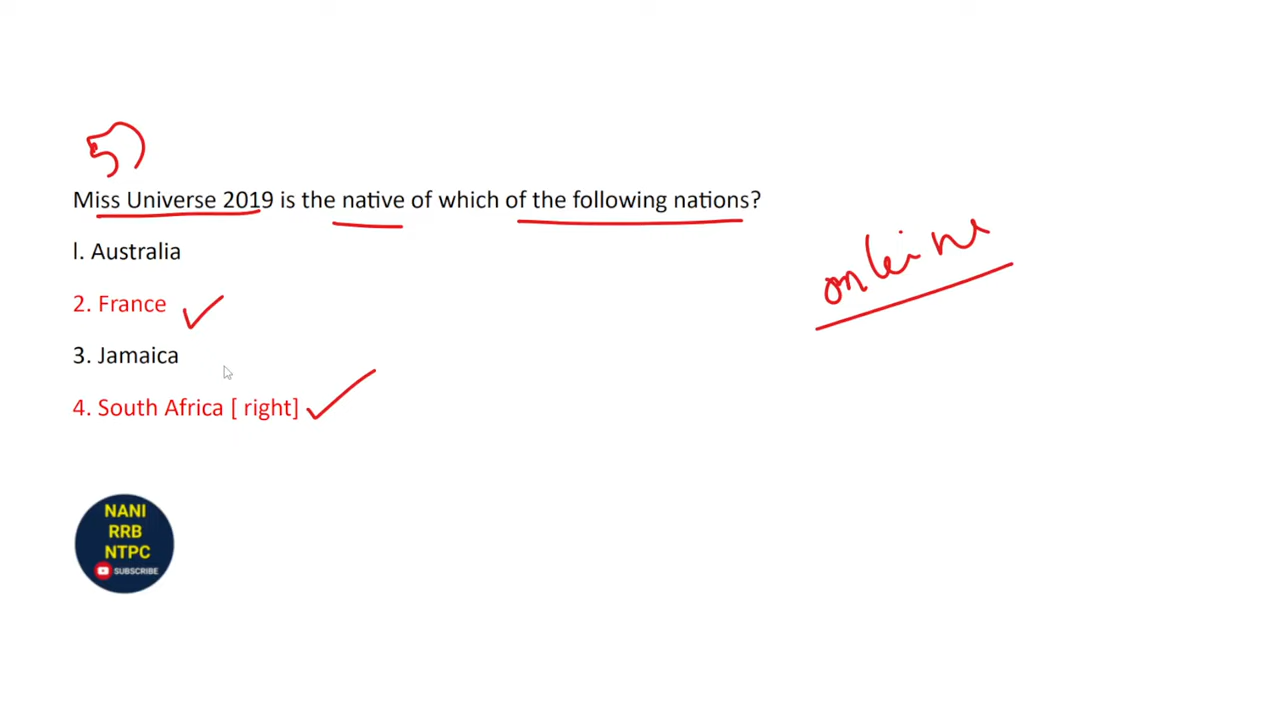 5)
Miss Universe 2019 is the native of which of the following nations?
l. Australia
2. France
3. Jamaica
4. South Africa [ right]
NANI
RRB
NTPC
SUBSCRIBE